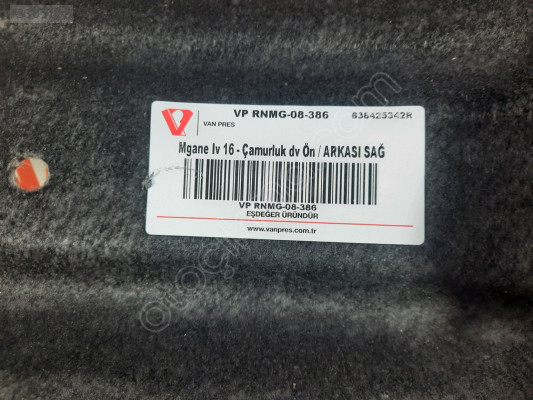 VP RNMG-08-386
638425342R
VAN PRES
Mgane Iv 16 - Çamurluk dv Ön / ARKASI SAĞ
VP RNMG-08-386
EŞDEĞER ÜRÜNDÜR
www.vanpres.com.tr